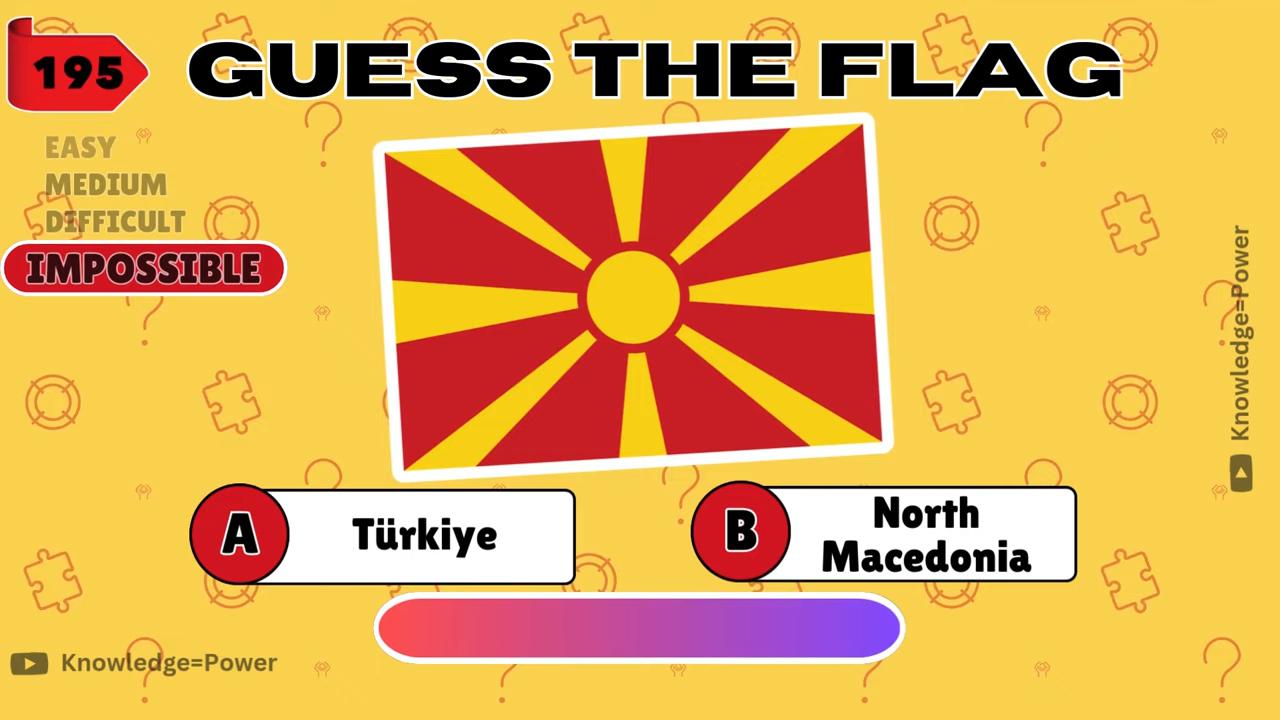 195
GUESS THE FLAG
EASY
MEDIUM
DIFFICULT
IMPOSSIBLE
A
Türkiye
B
North
Macedonia
Knowledge=Power
Knowledge=Power